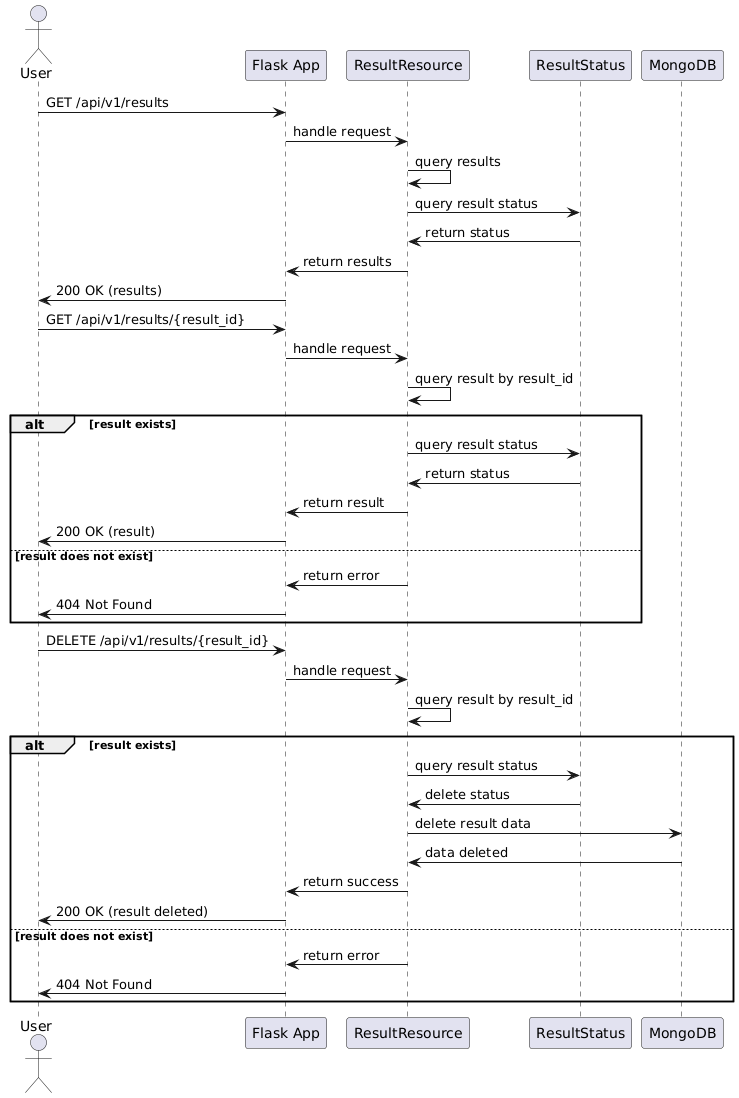 User
Flask App
ResultResource
ResultStatus
MongoDB
GET /api/v1/results
handle request
query results
query result status
return status
return results
200 OK (results)
GET /api/v1/results/{result_id}
handle request
query result by result_id
alt
[result exists]
query result status
return status
return result
200 OK (result)
[result does not exist]
return error
404 Not Found
DELETE /api/v1/results/{result_id}
handle request
query result by result_id
alt
[result exists]
query result status
delete status
delete result data
data deleted
return success
200 OK (result deleted)
[result does not exist]
return error
404 Not Found
User
Flask App
ResultResource
ResultStatus
MongoDB